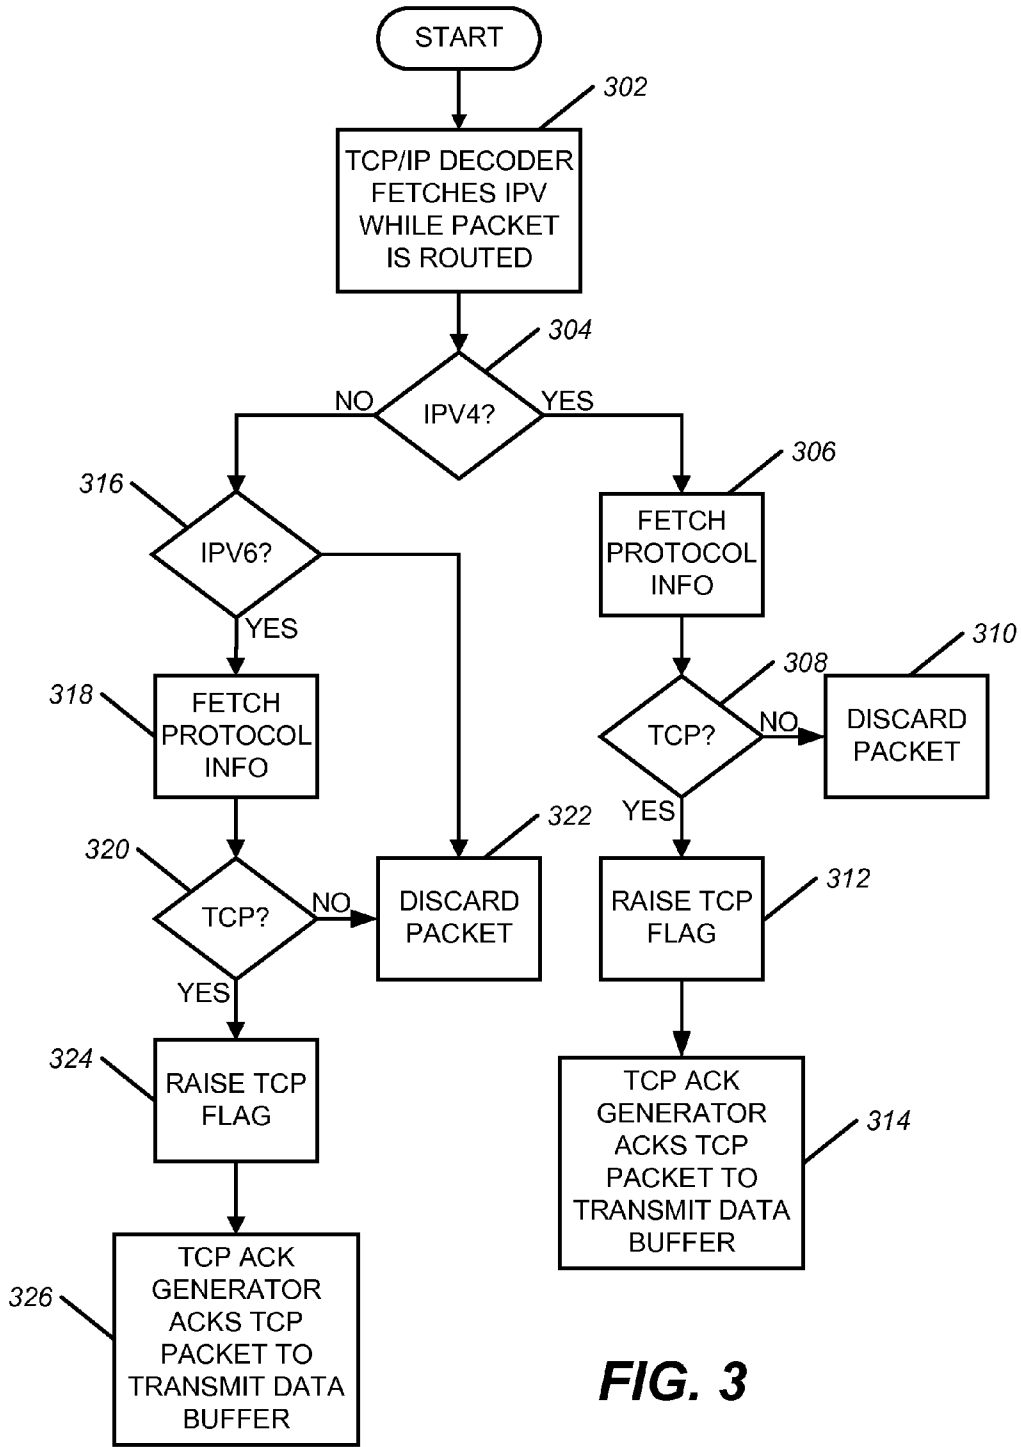 START
302
TCP/IP DECODER
FETCHES IPV
WHILE PACKET
IS ROUTED
304
NO
IPV4?
YES
316
IPV6?
YES
306
FETCH
PROTOCOL
INFO
318
FETCH
PROTOCOL
INFO
308
TCP?
NO
YES
310
DISCARD
PACKET
320
TCP?
NO
YES
322
DISCARD
PACKET
312
RAISE TCP
FLAG
324
RAISE TCP
FLAG
314
TCP ACK
GENERATOR
ACKS TCP
PACKET TO
TRANSMIT DATA
BUFFER
326
TCP ACK
GENERATOR
ACKS TCP
PACKET TO
TRANSMIT DATA
BUFFER
FIG. 3